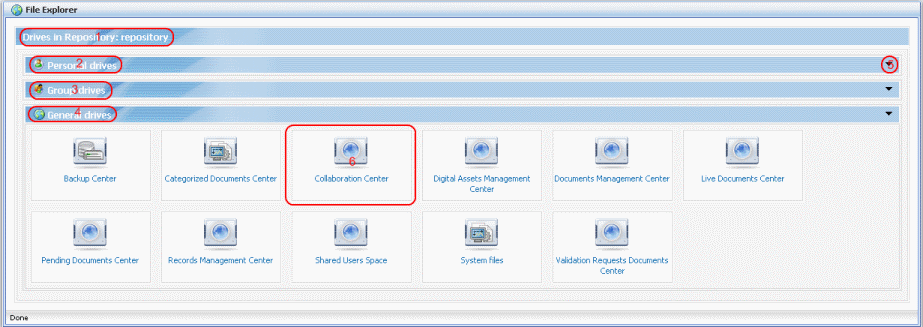 File Explorer
Drives in Repository: repository
1
Personal drives
2
5
Group drives
3
General drives
4
6
Backup Center
Categorized Documents Center
Collaboration Center
Digital Assets Management
Center
Documents Management Center
Live Documents Center
Pending Documents Center
Records Management Center
Shared Users Space
System files
Validation Requests Documents
Center
Done